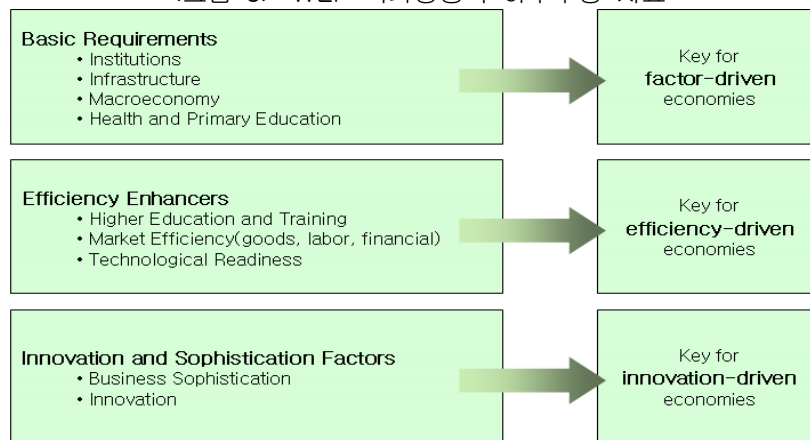 Basic Requirements
• Institutions
• Infrastructure
• Macroeconomy
• Health and Primary Education
Key for
factor-driven
economies
Efficiency Enhancers
• Higher Education and Training
• Market Efficiency(goods, labor, financial)
• Technological Readiness
Key for
efficiency-driven
economies
Innovation and Sophistication Factors
• Business Sophistication
• Innovation
Key for
innovation-driven
economies